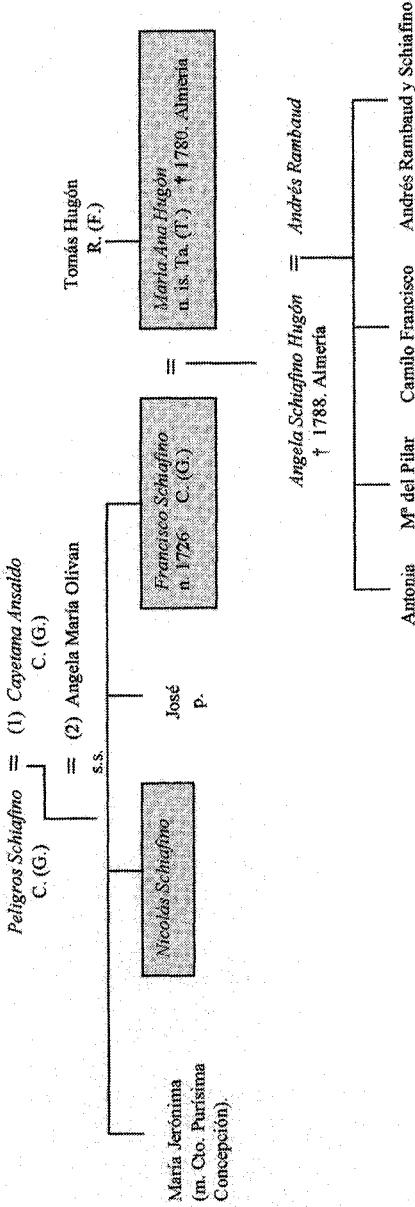 Peligros Schiafino = (1) Cayetana Ansaldo
C. (G.) C. (G.)
= (2) Angela María Olivan
s.s.
Tomás Hugón
R. (F.)
María Jerónima
(m. Cto. Purísima
Concepción).
Nicolás Schiafino
José
p.
Francisco Schiafino
n. 1726 C. (G.)
=
María Ana Hugón
n. is. Ta. (T.) † 1780. Almería
Angela Schiafino Hugón = Andrés Rambaud
† 1788. Almería
Antonia
Mª del Pilar
Camilo Francisco
Andrés Rambaud y Schiafino